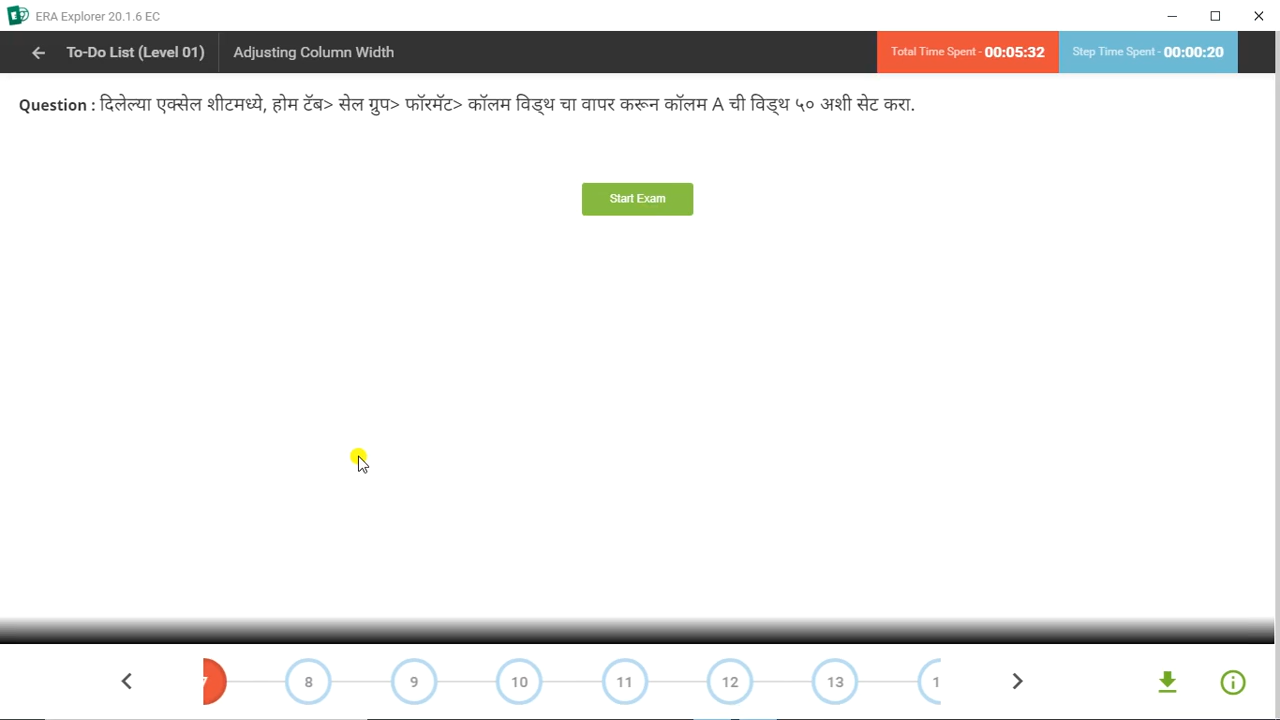 ERA Explorer 20.1.6 EC
To-Do List (Level 01) Adjusting Column Width Total Time Spent - 00:05:32 Step Time Spent - 00:00:20
Question : दिलेल्या एक्सेल शीटमध्ये, होम टॅब> सेल ग्रुप> फॉरमॅट> कॉलम विड्थ चा वापर करून कॉलम A ची विड्थ ५० अशी सेट करा.
Start Exam
7 8 9 10 11 12 13 1